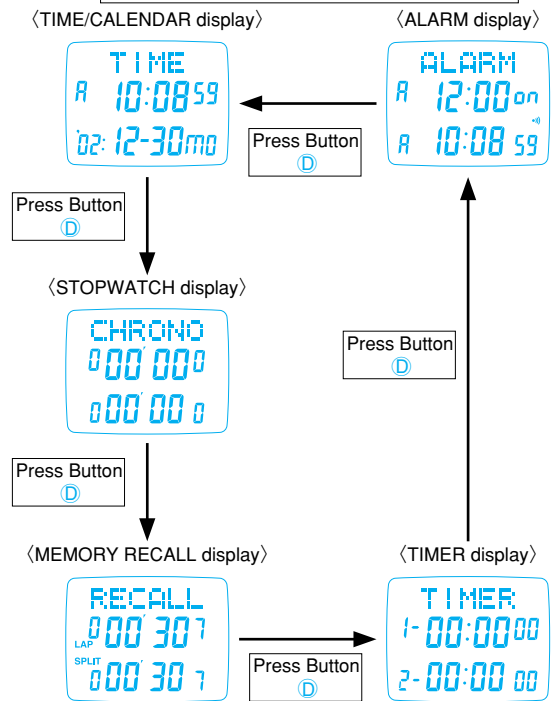 〈TIME/CALENDAR display〉
TIME
A 10:08 59
'02: 12-30 mo
〈ALARM display〉
ALARM
A 12:00 on
A 10:08 59
Press Button
D
Press Button
D
〈STOPWATCH display〉
CHRONO
0 00' 00 0
0 00' 00 0
Press Button
D
Press Button
D
〈MEMORY RECALL display〉
RECALL
LAP 0 00' 30 7
SPLIT 0 00' 30 7
Press Button
D
〈TIMER display〉
TIMER
1- 00:00 00
2- 00:00 00